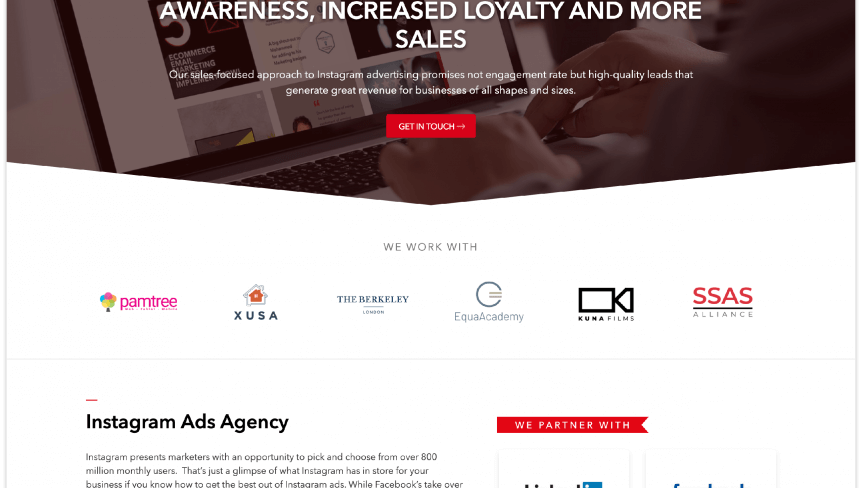 AWARENESS, INCREASED LOYALTY AND MORE
SALES
ECOMMERCE
EMAIL
MARKETING
Our sales-focused approach to Instagram advertising promises not engagement rate but high-quality leads that
generate great revenue for businesses of all shapes and sizes.
GET IN TOUCH →
WE WORK WITH
pamtree
XUSA
THE BERKELEY
LONDON
EquaAcademy
KUNA FILMS
SSAS
ALLIANCE
Instagram Ads Agency
WE PARTNER WITH
Instagram presents marketers with an opportunity to pick and choose from over 800
million monthly users. That's just a glimpse of what Instagram has in store for your
business if you know how to get the best out of Instagram ads. While Facebook's take over